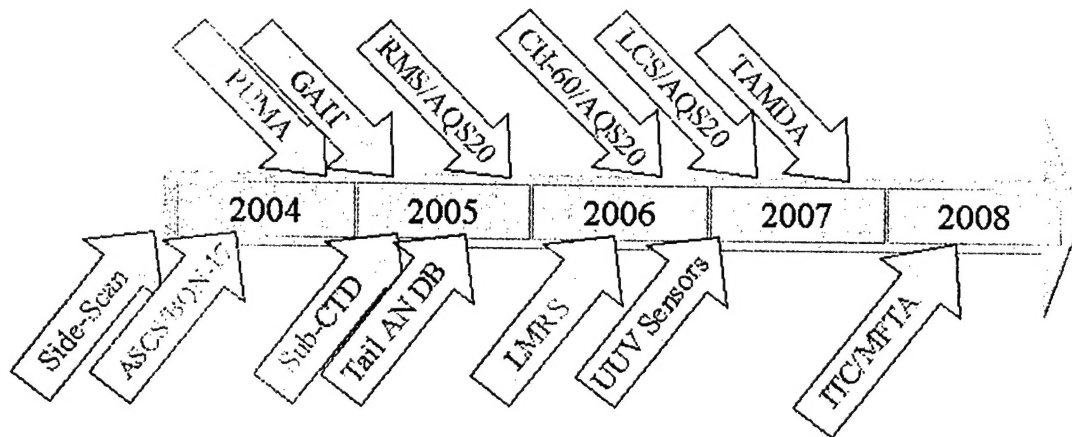 PUMA
GAIT
RMS/AQS20
CH-60/AQS20
LCS/AQS20
TAMDA
2004
2005
2006
2007
2008
Side-Scan
Sub-CTD
Tail AN DB
LMRS
UUV Sensors
ITC/MFTA